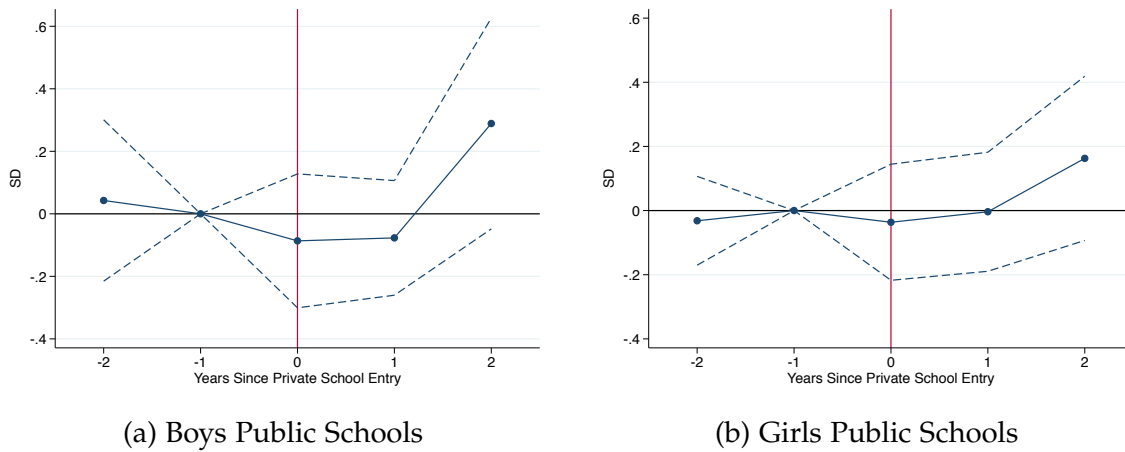 .6
.4
.2
0
-.2
-.4
SD
-2 -1 0 1 2
Years Since Private School Entry
(a) Boys Public Schools
.6
.4
.2
0
-.2
-.4
SD
-2 -1 0 1 2
Years Since Private School Entry
(b) Girls Public Schools